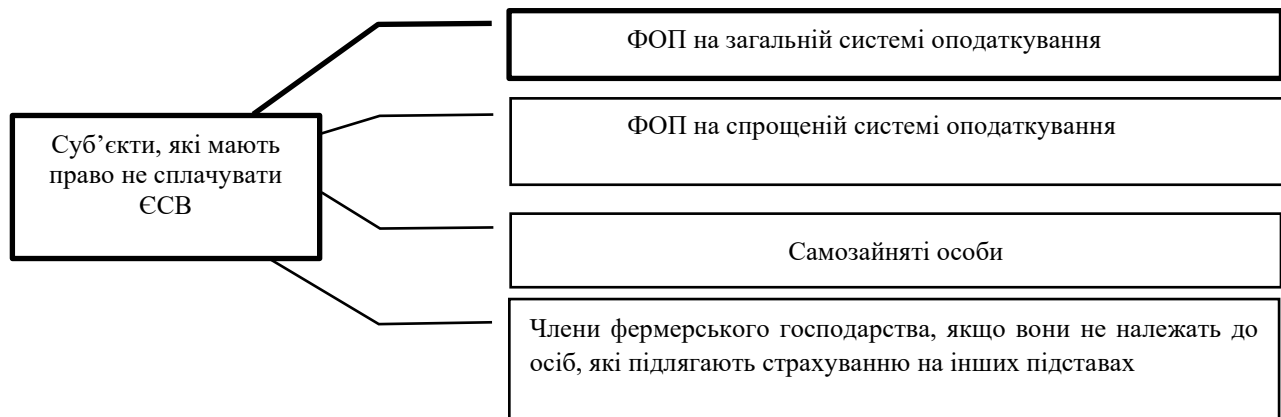 ФОП на загальній системі оподаткування
ФОП на спрощеній системі оподаткування
Суб’єкти, які мають
право не сплачувати
ЄСВ
Самозайняті особи
Члени фермерського господарства, якщо вони не належать до
осіб, які підлягають страхуванню на інших підставах